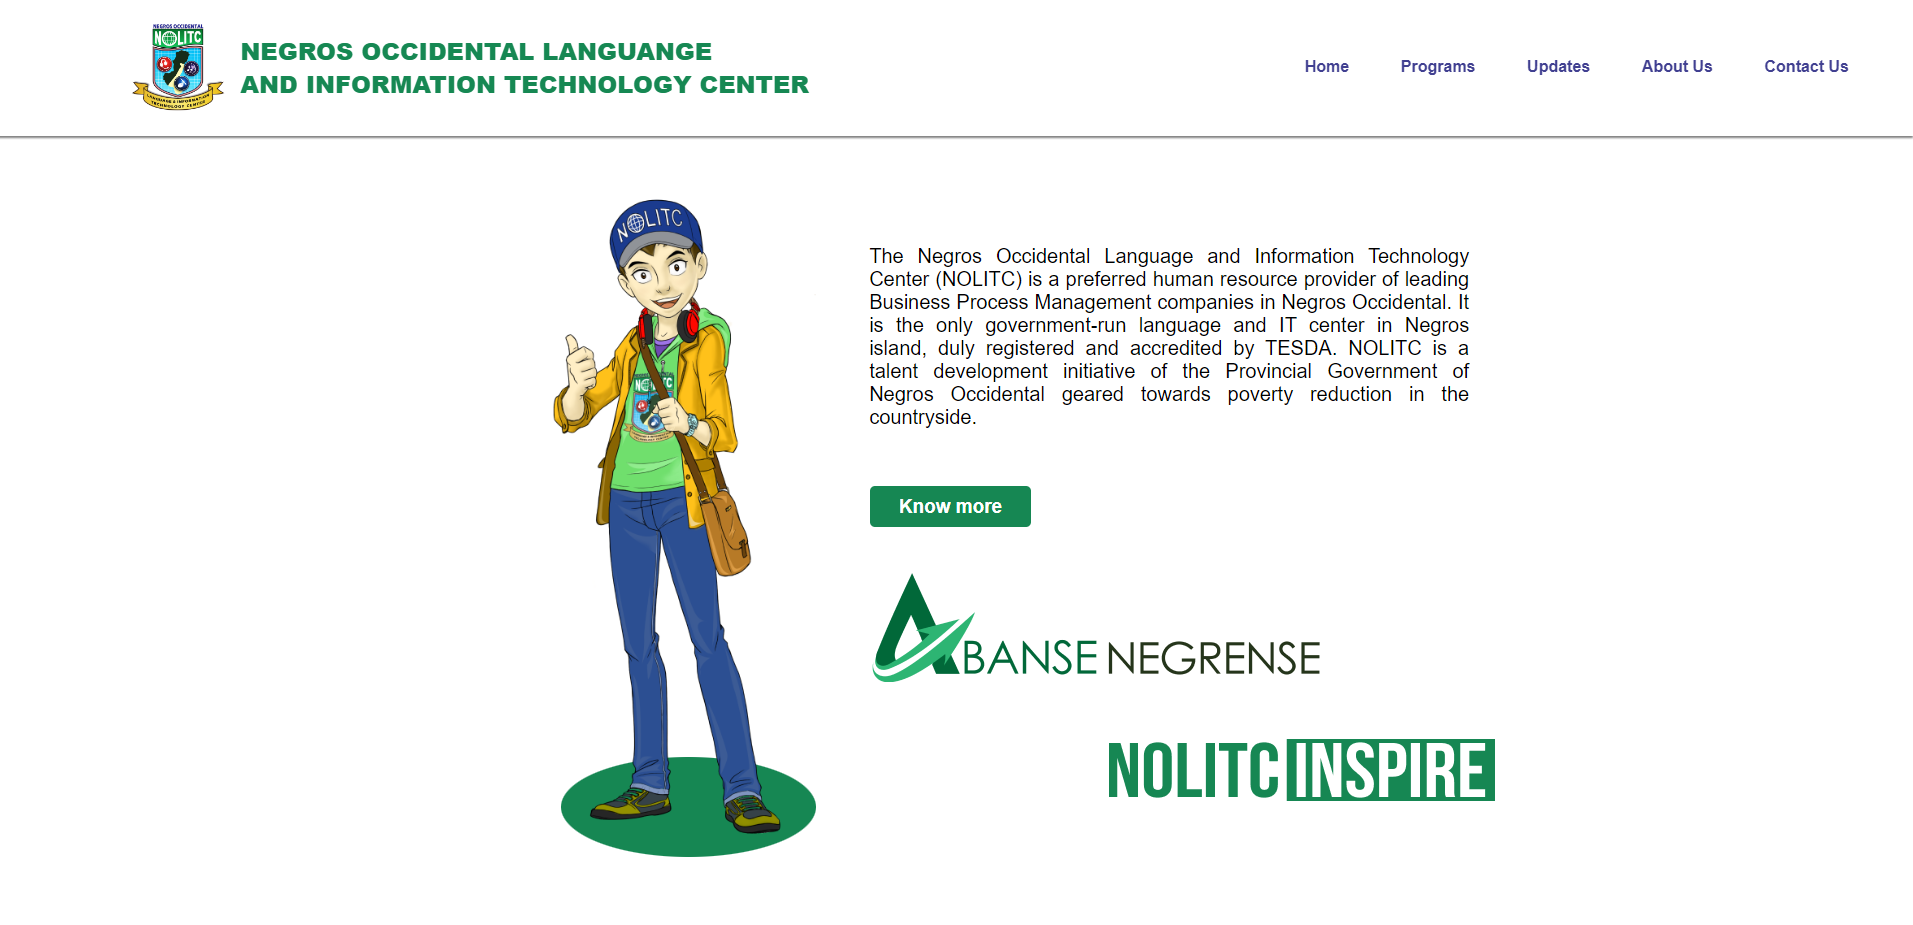 NEGROS OCCIDENTAL
NOLITC
LANGUAGE & INFORMATION
TECHNOLOGY CENTER
NEGROS OCCIDENTAL LANGUANGE
AND INFORMATION TECHNOLOGY CENTER
Home
Programs
Updates
About Us
Contact Us
NOLITC
The Negros Occidental Language and Information Technology
Center (NOLITC) is a preferred human resource provider of leading
Business Process Management companies in Negros Occidental. It
is the only government-run language and IT center in Negros
island, duly registered and accredited by TESDA. NOLITC is a
talent development initiative of the Provincial Government of
Negros Occidental geared towards poverty reduction in the
countryside.
NEGROS OCCIDENTAL
NOLITC
Know more
ABANSE NEGRENSE
NOLITC INSPIRE